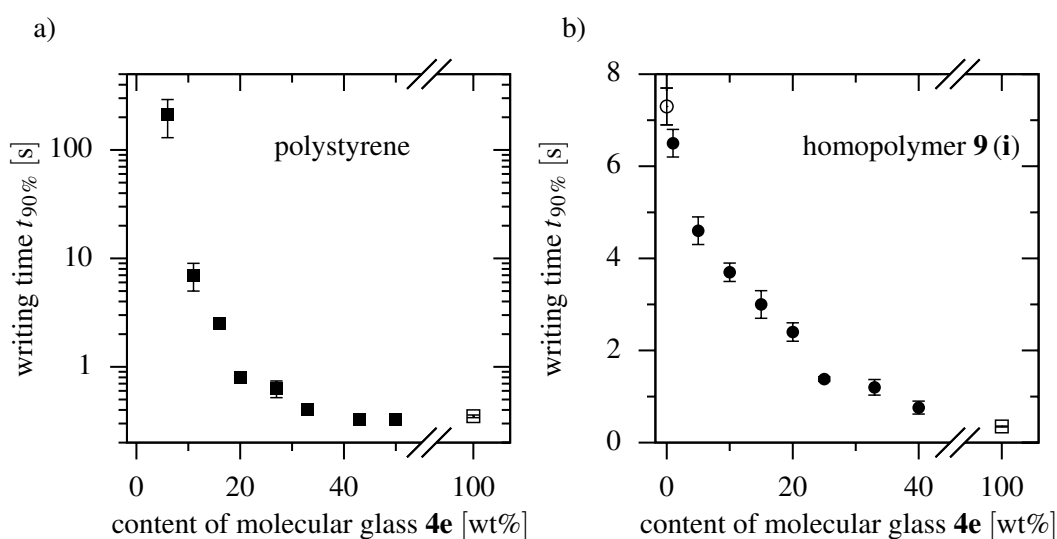 a)
writing time t90% [s]
100
10
1
polystyrene
0
20
40
100
content of molecular glass 4e [wt%]
b)
writing time t90% [s]
8
6
4
2
0
homopolymer 9 (i)
0
20
40
100
content of molecular glass 4e [wt%]